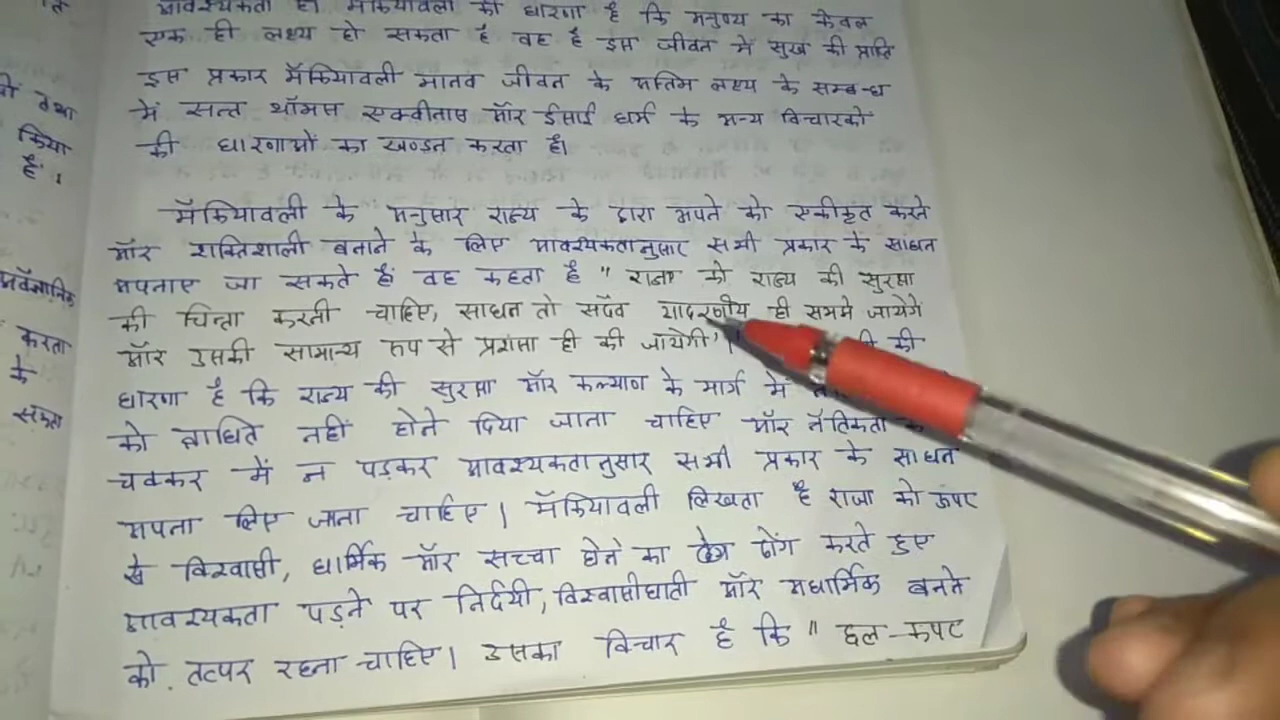 आवश्यकता है। मैकियावली की धारणा है कि मनुष्य का केवल
एक ही लक्ष्य हो सकता है वह है इस जीवन में सुख की प्राप्ति
इस प्रकार मैकियावली मानव जीवन के अंतिम लक्ष्य के सम्बन्ध
में सन्त थॉमस एक्वीनास और ईसाई धर्म के अन्य विचारको
की धारणाओं का खण्डन करता है।
मैकियावली के अनुसार राज्य के द्वारा अपने को एकीकृत करने
और शक्तिशाली बनाने के लिए आवश्यकतानुसार सभी प्रकार के साधन
अपनाए जा सकते हैं। वह कहता है " राजा को राज्य की सुरक्षा
की चिन्ता करनी चाहिए, साधन तो सदैव आदरणीय ही समझे जायेगे
और उसकी सामान्य रुप से प्रशंसा ही की जायेगी" । की
धारणा है कि राज्य की सुरक्षा और कल्याण के मार्ग में
को बाधित नहीं होने दिया जाना चाहिए और नैतिकता
चक्कर में न पड़कर आवश्यकतानुसार सभी प्रकार के साधन
अपना लिए जाना चाहिए। मैकियावली लिखता है राजा को ऊपर
से विश्वासी, धार्मिक और सच्चा होने का ढोंग करते हुए
आवश्यकता पड़ने पर निर्दयी, विश्वासीघाती और अधार्मिक बनने
को तत्पर रहना चाहिए। उसका विचार है कि " छल-कपट
तथा
किया
है।
करता
के
सकता